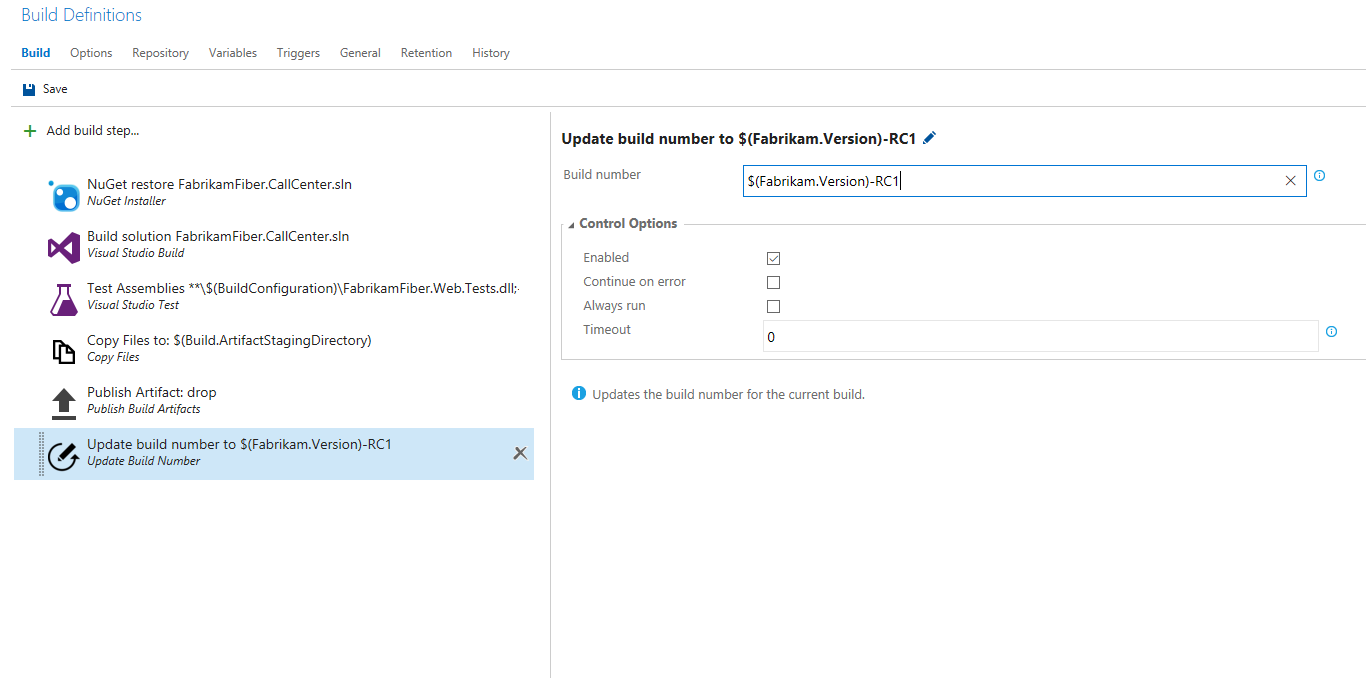 Build Definitions
Build Options Repository Variables Triggers General Retention History
Save
Add build step...
NuGet restore FabrikamFiber.CallCenter.sln
NuGet Installer
Build solution FabrikamFiber.CallCenter.sln
Visual Studio Build
Test Assemblies **\$(BuildConfiguration)\FabrikamFiber.Web.Tests.dll;-
Visual Studio Test
Copy Files to: $(Build.ArtifactStagingDirectory)
Copy Files
Publish Artifact: drop
Publish Build Artifacts
Update build number to $(Fabrikam.Version)-RC1
Update Build Number
Update build number to $(Fabrikam.Version)-RC1
Build number
$(Fabrikam.Version)-RC1
Control Options
Enabled
Continue on error
Always run
Timeout
0
Updates the build number for the current build.